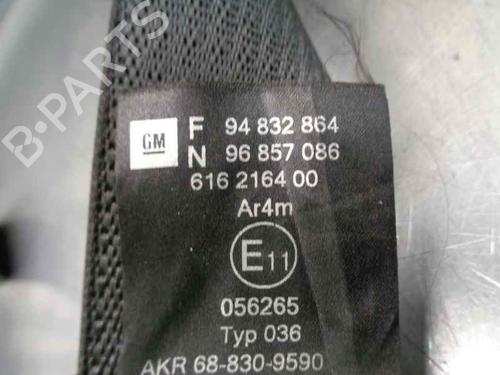 B-PARTS
GM F 94 832 864
N 96 857 086
616 2164 00
Ar4m
E11
056265
Typ 036
AKR 68-830-9590